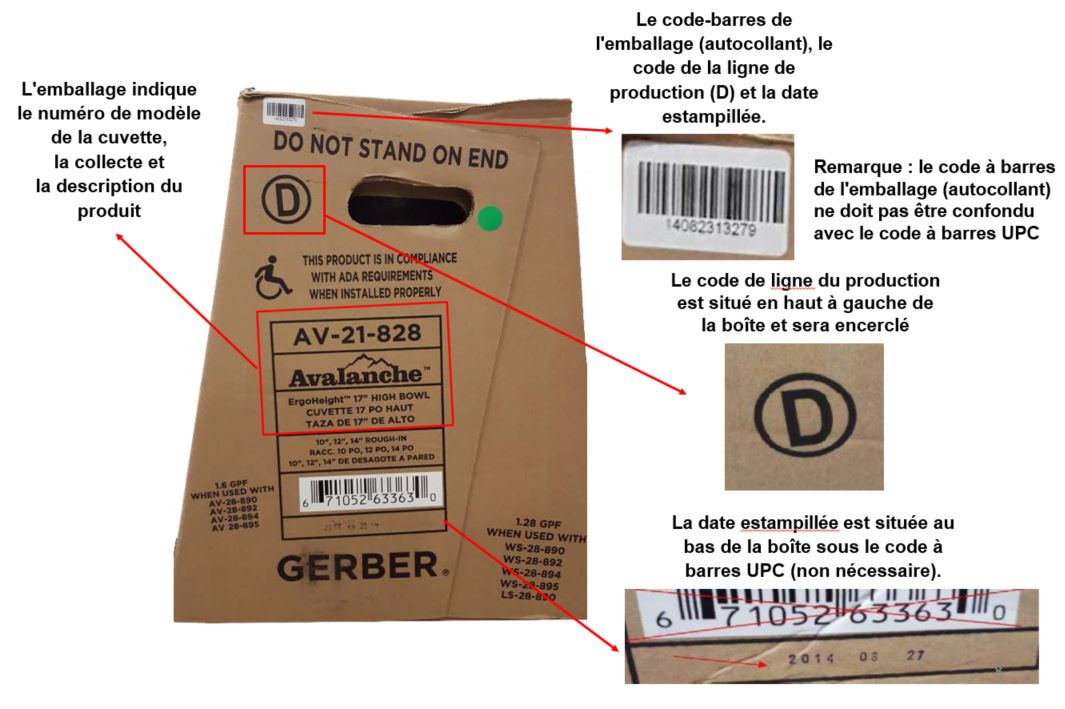 Le code-barres de
l'emballage (autocollant), le
code de la ligne de
production (D) et la date
estampillée.
L'emballage indique
le numéro de modèle
de la cuvette,
la collecte et
la description du
produit
DO NOT STAND ON END
D
THIS PRODUCT IS IN COMPLIANCE
WITH ADA REQUIREMENTS
WHEN INSTALLED PROPERLY
AV-21-828
Avalanche™
ErgoHeight™ 17" HIGH BOWL
CUVETTE 17 PO HAUT
TAZA DE 17" DE ALTO
10", 12", 14" ROUGH-IN
RACC. 10 PO, 12 PO, 14 PO
10", 12", 14" DE DESAGOTE A PARED
6 71052 63363 0
1.6 GPF
WHEN USED WITH
AV-28-890
AV-28-892
AV-28-894
AV 28-895
1.28 GPF
WHEN USED WITH
WS-28-890
WS-28-892
WS-28-894
WS-28-895
LS-28-890
GERBER®
14082313279
Remarque : le code à barres
de l'emballage (autocollant)
ne doit pas être confondu
avec le code à barres UPC
Le code de ligne du production
est situé en haut à gauche de
la boîte et sera encerclé
D
La date estampillée est située au
bas de la boîte sous le code à
barres UPC (non nécessaire).
6 71052 63363 0
2014 08 27